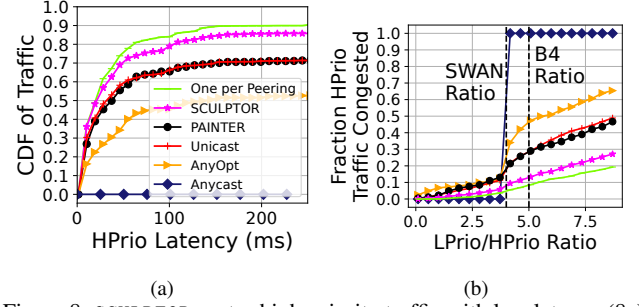 CDF of Traffic
1.0
0.9
0.8
0.7
0.6
0.5
0.4
0.3
0.2
0.1
0.0
0
100
200
HPrio Latency (ms)
One per Peering
SCULPTOR
PAINTER
Unicast
AnyOpt
Anycast
(a)
Fraction HPrio
Traffic Congested
1.0
0.9
0.8
0.7
0.6
0.5
0.4
0.3
0.2
0.1
0.0
SWAN
Ratio
B4
Ratio
0.0
2.5
5.0
7.5
LPrio/HPrio Ratio
(b)